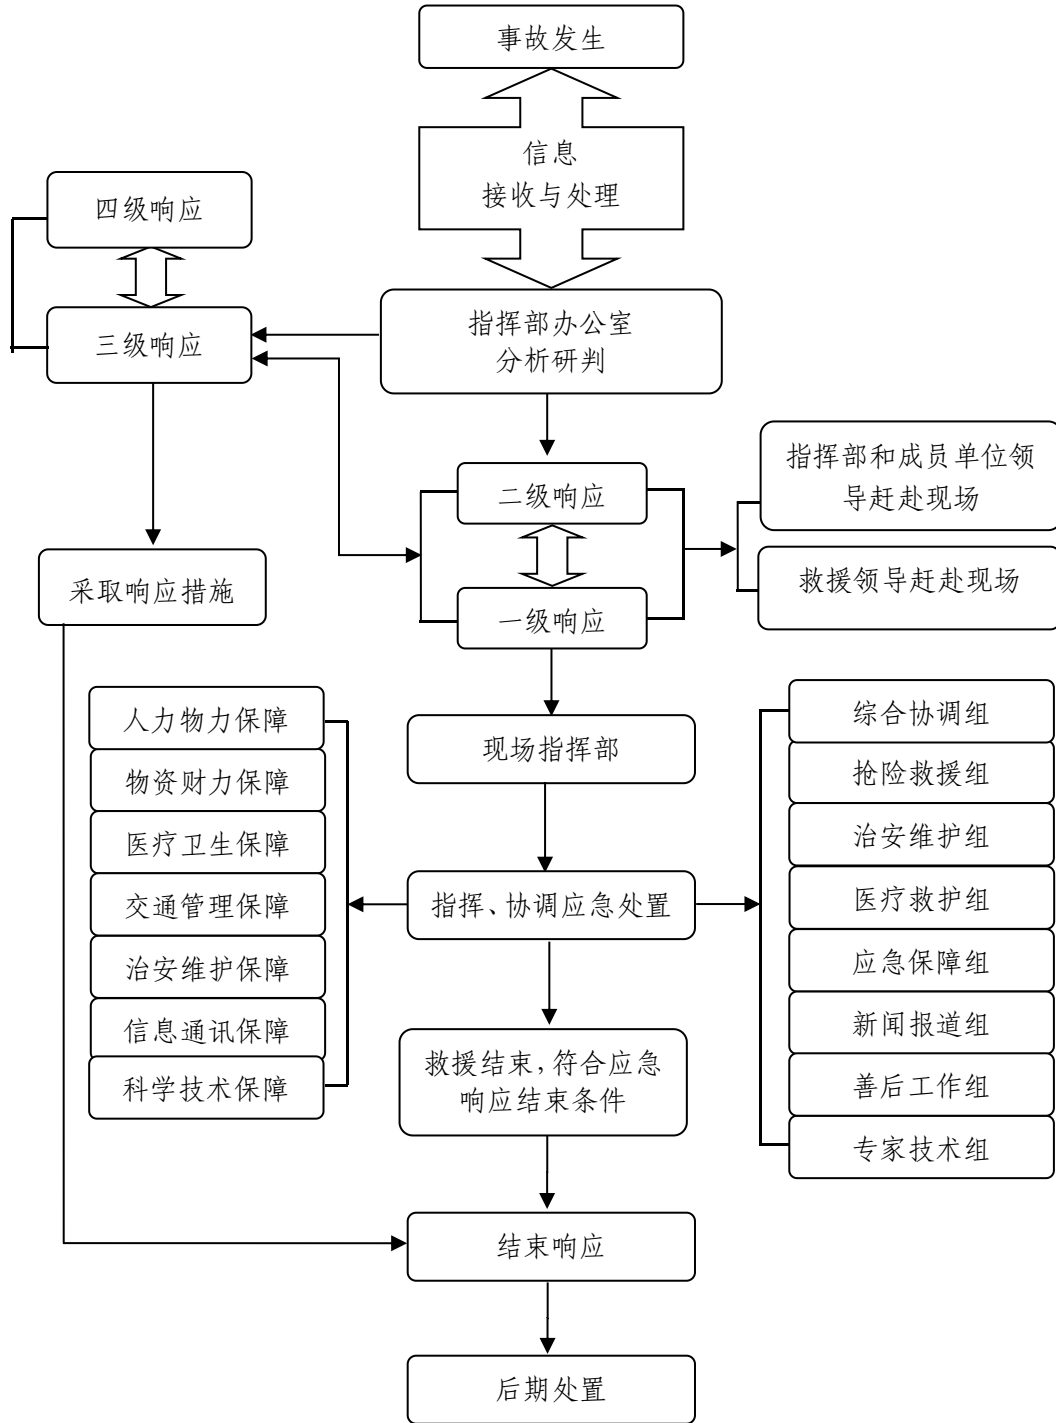 事故发生
信息
接收与处理
四级响应
三级响应
指挥部办公室
分析研判
二级响应
一级响应
指挥部和成员单位领
导赶赴现场
救援领导赶赴现场
采取响应措施
人力物力保障
物资财力保障
医疗卫生保障
交通管理保障
治安维护保障
信息通讯保障
科学技术保障
现场指挥部
指挥、协调应急处置
综合协调组
抢险救援组
治安维护组
医疗救护组
应急保障组
新闻报道组
善后工作组
专家技术组
救援结束，符合应急
响应结束条件
结束响应
后期处置